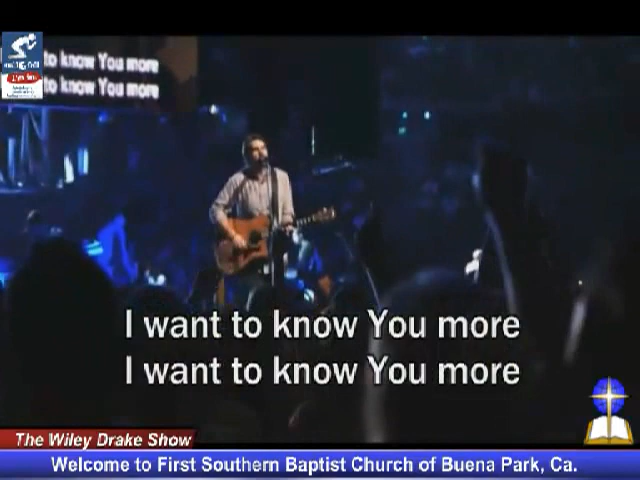 to know You more
to know You more
I want to know You more
I want to know You more
The Wiley Drake Show
Welcome to First Southern Baptist Church of Buena Park, Ca.